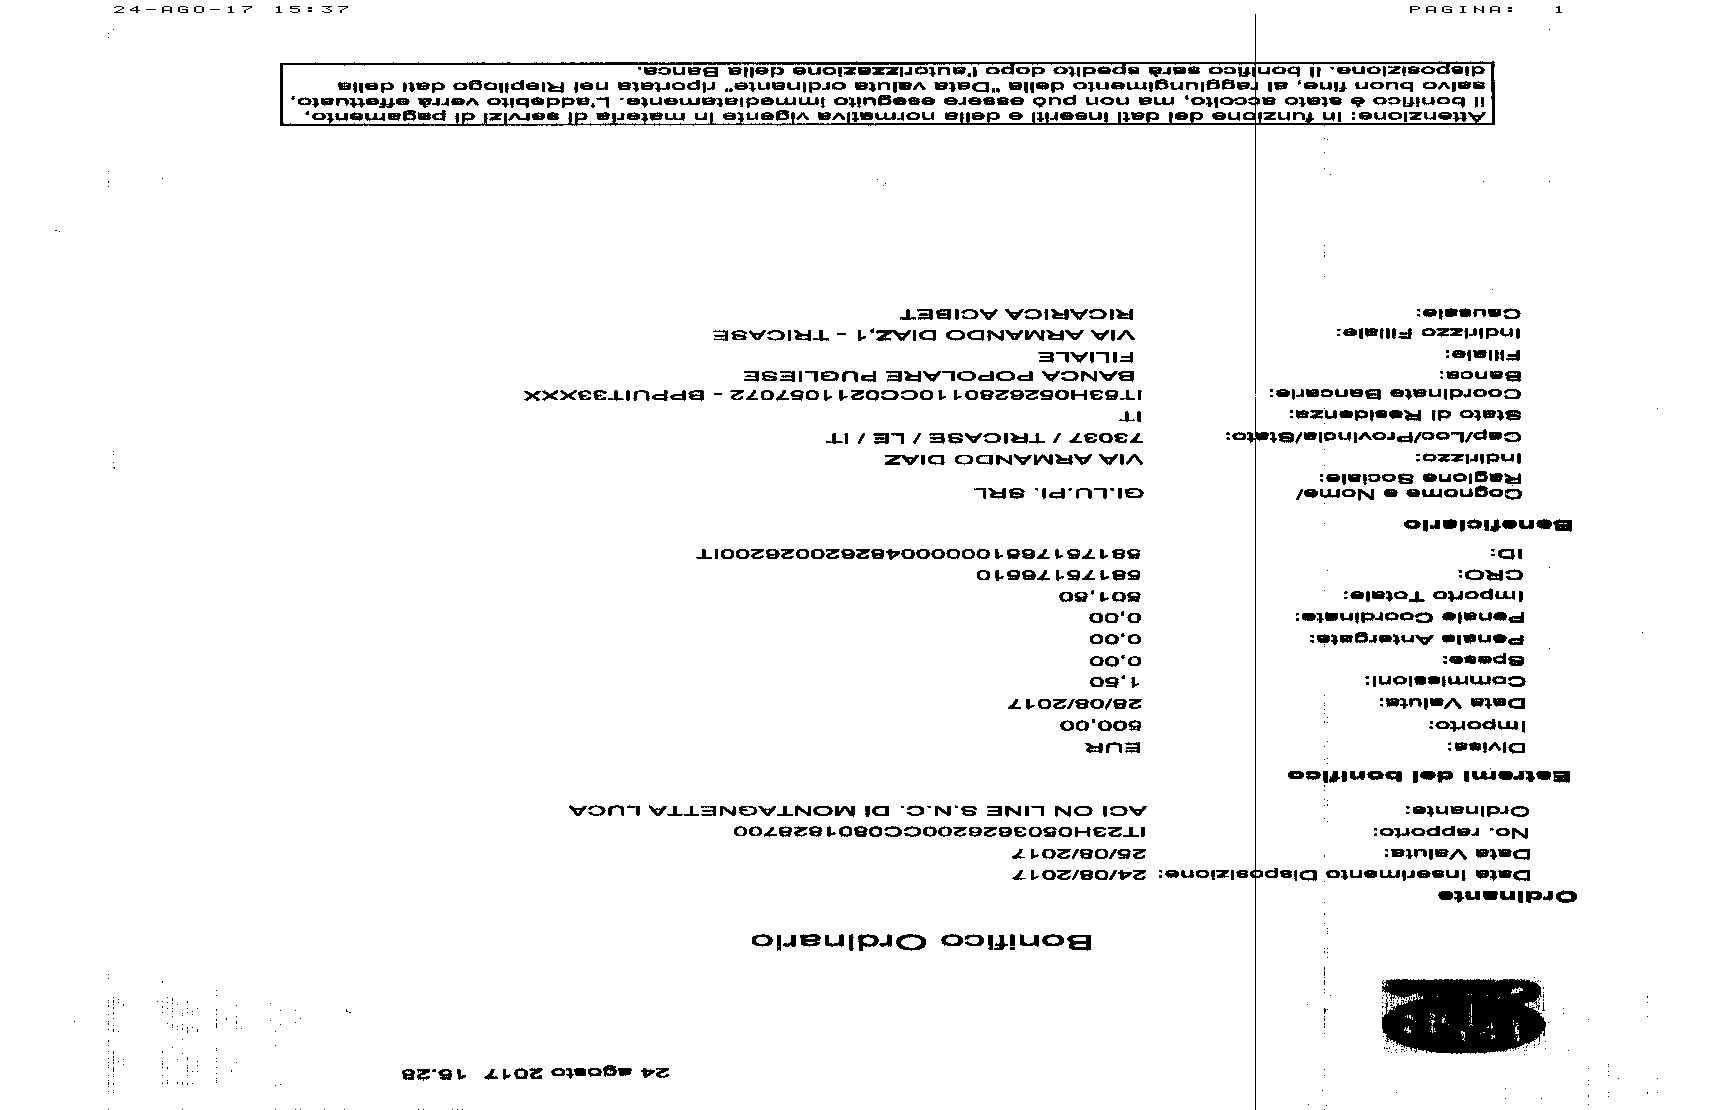 24-AGO-17 15:37 PAGINA: 1
24 agosto 2017 15.28
Bonifico Ordinario
Ordinante
Data Inserimento Disposizione: 24/08/2017
Data Valuta: 25/08/2017
No. rapporto: IT23H0503626200CC0801828700
Ordinante: ACI ON LINE S.N.C. DI MONTAGNETTA LUCA
Estremi del bonifico
Divisa: EUR
Importo: 500,00
Data Valuta: 28/08/2017
Commissioni: 1,50
Spese: 0,00
Penale Antergate: 0,00
Penale Coordinate: 0,00
Importo Totale: 501,50
CRO: 58175176510
ID: 5817517651000000482620026200IT
Beneficiario
Cognome e Nome/
Ragione Sociale: GI.LU.PI. SRL
Indirizzo: VIA ARMANDO DIAZ
Cap/Loc/Provincia/Stato: 73037 / TRICASE / LE / IT
Stato di Residenza: IT
Coordinate Bancarie: IT53H0526280110CC0211057072 - BPPUIT33XXX
Banca: BANCA POPOLARE PUGLIESE
Filiale: FILIALE
Indirizzo Filiale: VIA ARMANDO DIAZ,1 - TRICASE
Causale: RICARICA ACIBET
Attenzione: in funzione dei dati inseriti e della normativa vigente in materia di servizi di pagamento,
il bonifico è stato accolto, ma non può essere eseguito immediatamente. L'addebito verrà effettuato,
salvo buon fine, al raggiungimento della "Data valuta ordinante" riportata nel Riepilogo dati della
disposizione. Il bonifico sarà spedito dopo l'autorizzazione della Banca.